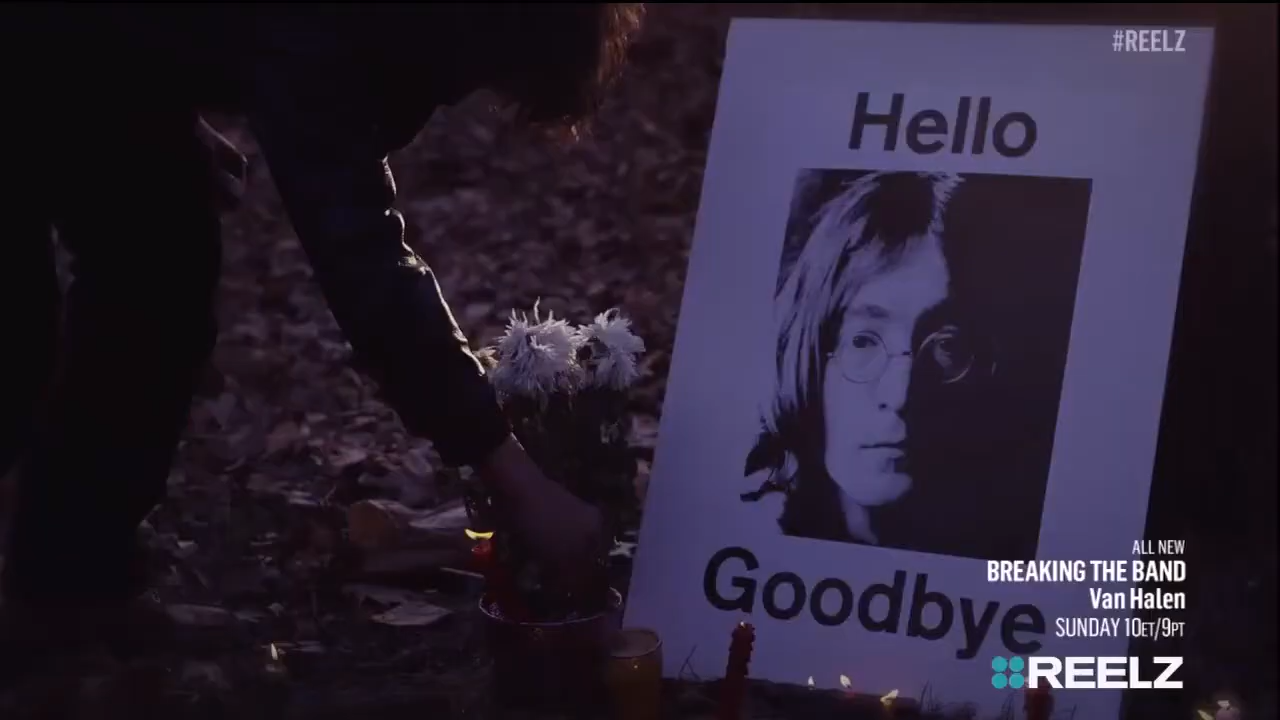 #REELZ
Hello
Goodbye
ALL NEW
BREAKING THE BAND
Van Halen
SUNDAY 10ET/9PT
REELZ